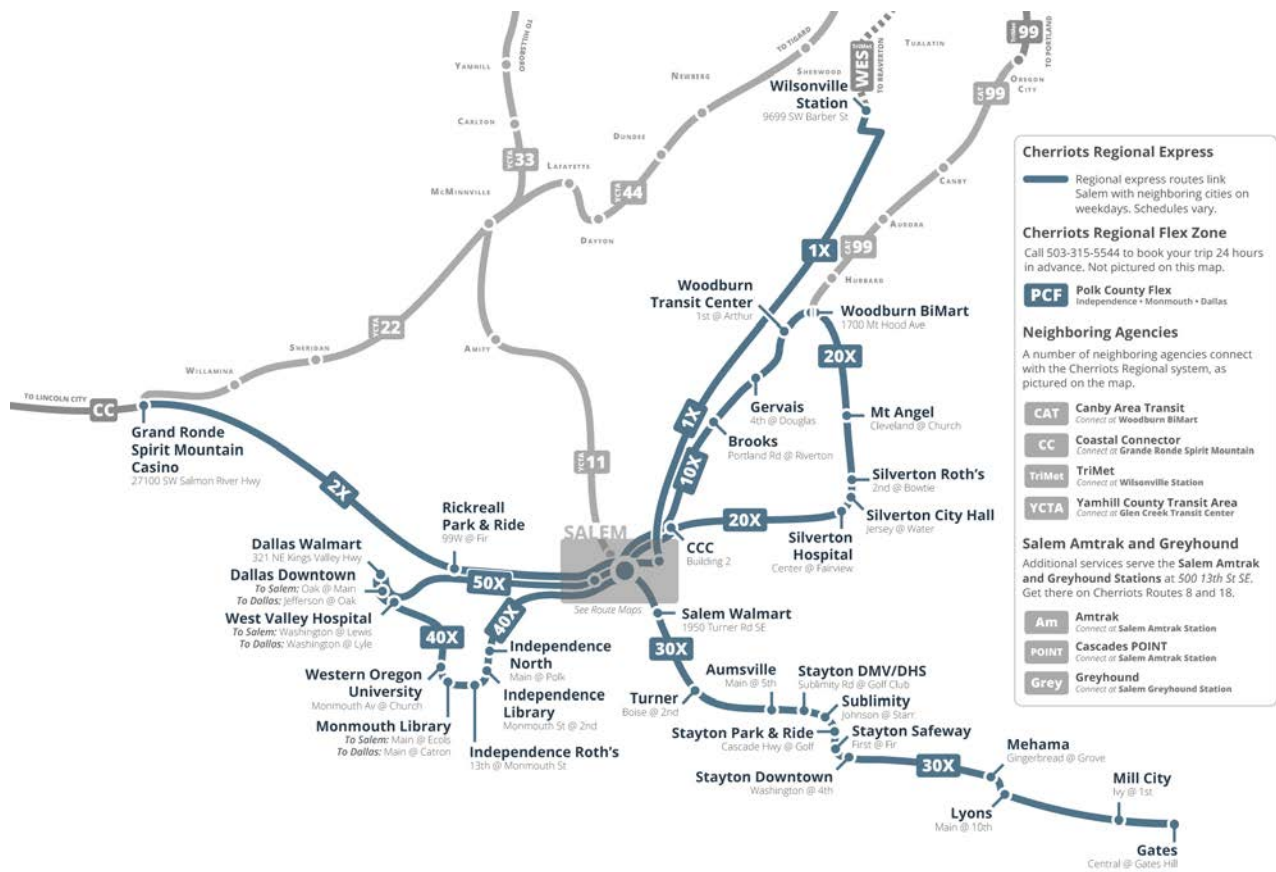 TO HILLSBORO
YAMHILL
CARLTON
YCTA 33
MCMINNVILLE
LAFAYETTE
DAYTON
YCTA 44
DUNDEE
NEWBERG
TO TIGARD
SHERWOOD
TUALATIN
TriMet
WES
TO BEAVERTON
TriMet 99
TO PORTLAND
OREGON
CITY
CAT 99
CANBY
AURORA
CAT 99
HUBBARD
Wilsonville
Station
9699 SW Barber St
1X
Woodburn
Transit Center
1st @ Arthur
Woodburn BiMart
1700 Mt Hood Ave
20X
Gervais
4th @ Douglas
Brooks
Portland Rd @ Riverton
1X
10X
Mt Angel
Cleveland @ Church
Silverton Roth's
2nd @ Bowtie
Silverton City Hall
Jersey @ Water
Silverton
Hospital
Center @ Fairview
20X
CCC
Building 2
YCTA 22
SHERIDAN
WILLAMINA
AMITY
YCTA 11
TO LINCOLN CITY
CC
Grand Ronde
Spirit Mountain
Casino
27100 SW Salmon River Hwy
2X
Rickreall
Park & Ride
99W @ Fir
SALEM
See Route Maps
Dallas Walmart
321 NE Kings Valley Hwy
Dallas Downtown
To Salem: Oak @ Main
To Dallas: Jefferson @ Oak
West Valley Hospital
To Salem: Washington @ Lewis
To Dallas: Washington @ Lyle
50X
40X
40X
Western Oregon
University
Monmouth Av @ Church
Monmouth Library
To Salem: Main @ Ecols
To Dallas: Main @ Catron
Independence
North
Main @ Polk
Independence
Library
Monmouth St @ 2nd
Independence Roth's
13th @ Monmouth St
Salem Walmart
1950 Turner Rd SE
30X
Turner
Boise @ 2nd
Aumsville
Main @ 5th
Stayton DMV/DHS
Sublimity Rd @ Golf Club
Sublimity
Johnson @ Starr
Stayton Park & Ride
Cascade Hwy @ Golf
Stayton Safeway
First @ Fir
Stayton Downtown
Washington @ 4th
30X
Mehama
Gingerbread @ Grove
Lyons
Main @ 10th
Mill City
Ivy @ 1st
Gates
Central @ Gates Hill
Cherriots Regional Express
Regional express routes link
Salem with neighboring cities on
weekdays. Schedules vary.
Cherriots Regional Flex Zone
Call 503-315-5544 to book your trip 24 hours
in advance. Not pictured on this map.
PCF
Polk County Flex
Independence • Monmouth • Dallas
Neighboring Agencies
A number of neighboring agencies connect
with the Cherriots Regional system, as
pictured on the map.
CAT
Canby Area Transit
Connect at Woodburn BiMart
CC
Coastal Connector
Connect at Grande Ronde Spirit Mountain
TriMet
TriMet
Connect at Wilsonville Station
YCTA
Yamhill County Transit Area
Connect at Glen Creek Transit Center
Salem Amtrak and Greyhound
Additional services serve the Salem Amtrak
and Greyhound Stations at 500 13th St SE.
Get there on Cherriots Routes 8 and 18.
Am
Amtrak
Connect at Salem Amtrak Station
POINT
Cascades POINT
Connect at Salem Amtrak Station
Grey
Greyhound
Connect at Salem Greyhound Station